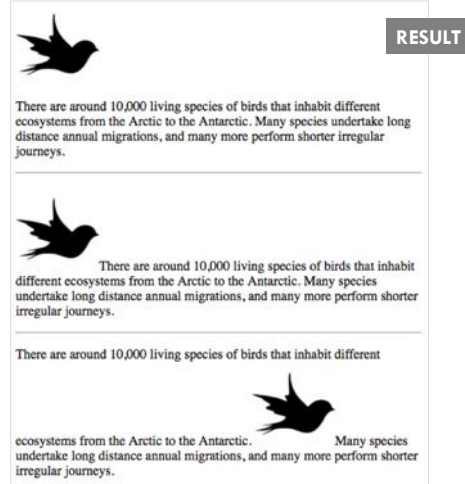 RESULT
There are around 10,000 living species of birds that inhabit different
ecosystems from the Arctic to the Antarctic. Many species undertake long
distance annual migrations, and many more perform shorter irregular
journeys.
There are around 10,000 living species of birds that inhabit
different ecosystems from the Arctic to the Antarctic. Many species
undertake long distance annual migrations, and many more perform shorter
irregular journeys.
There are around 10,000 living species of birds that inhabit different
ecosystems from the Arctic to the Antarctic. Many species
undertake long distance annual migrations, and many more perform shorter
irregular journeys.